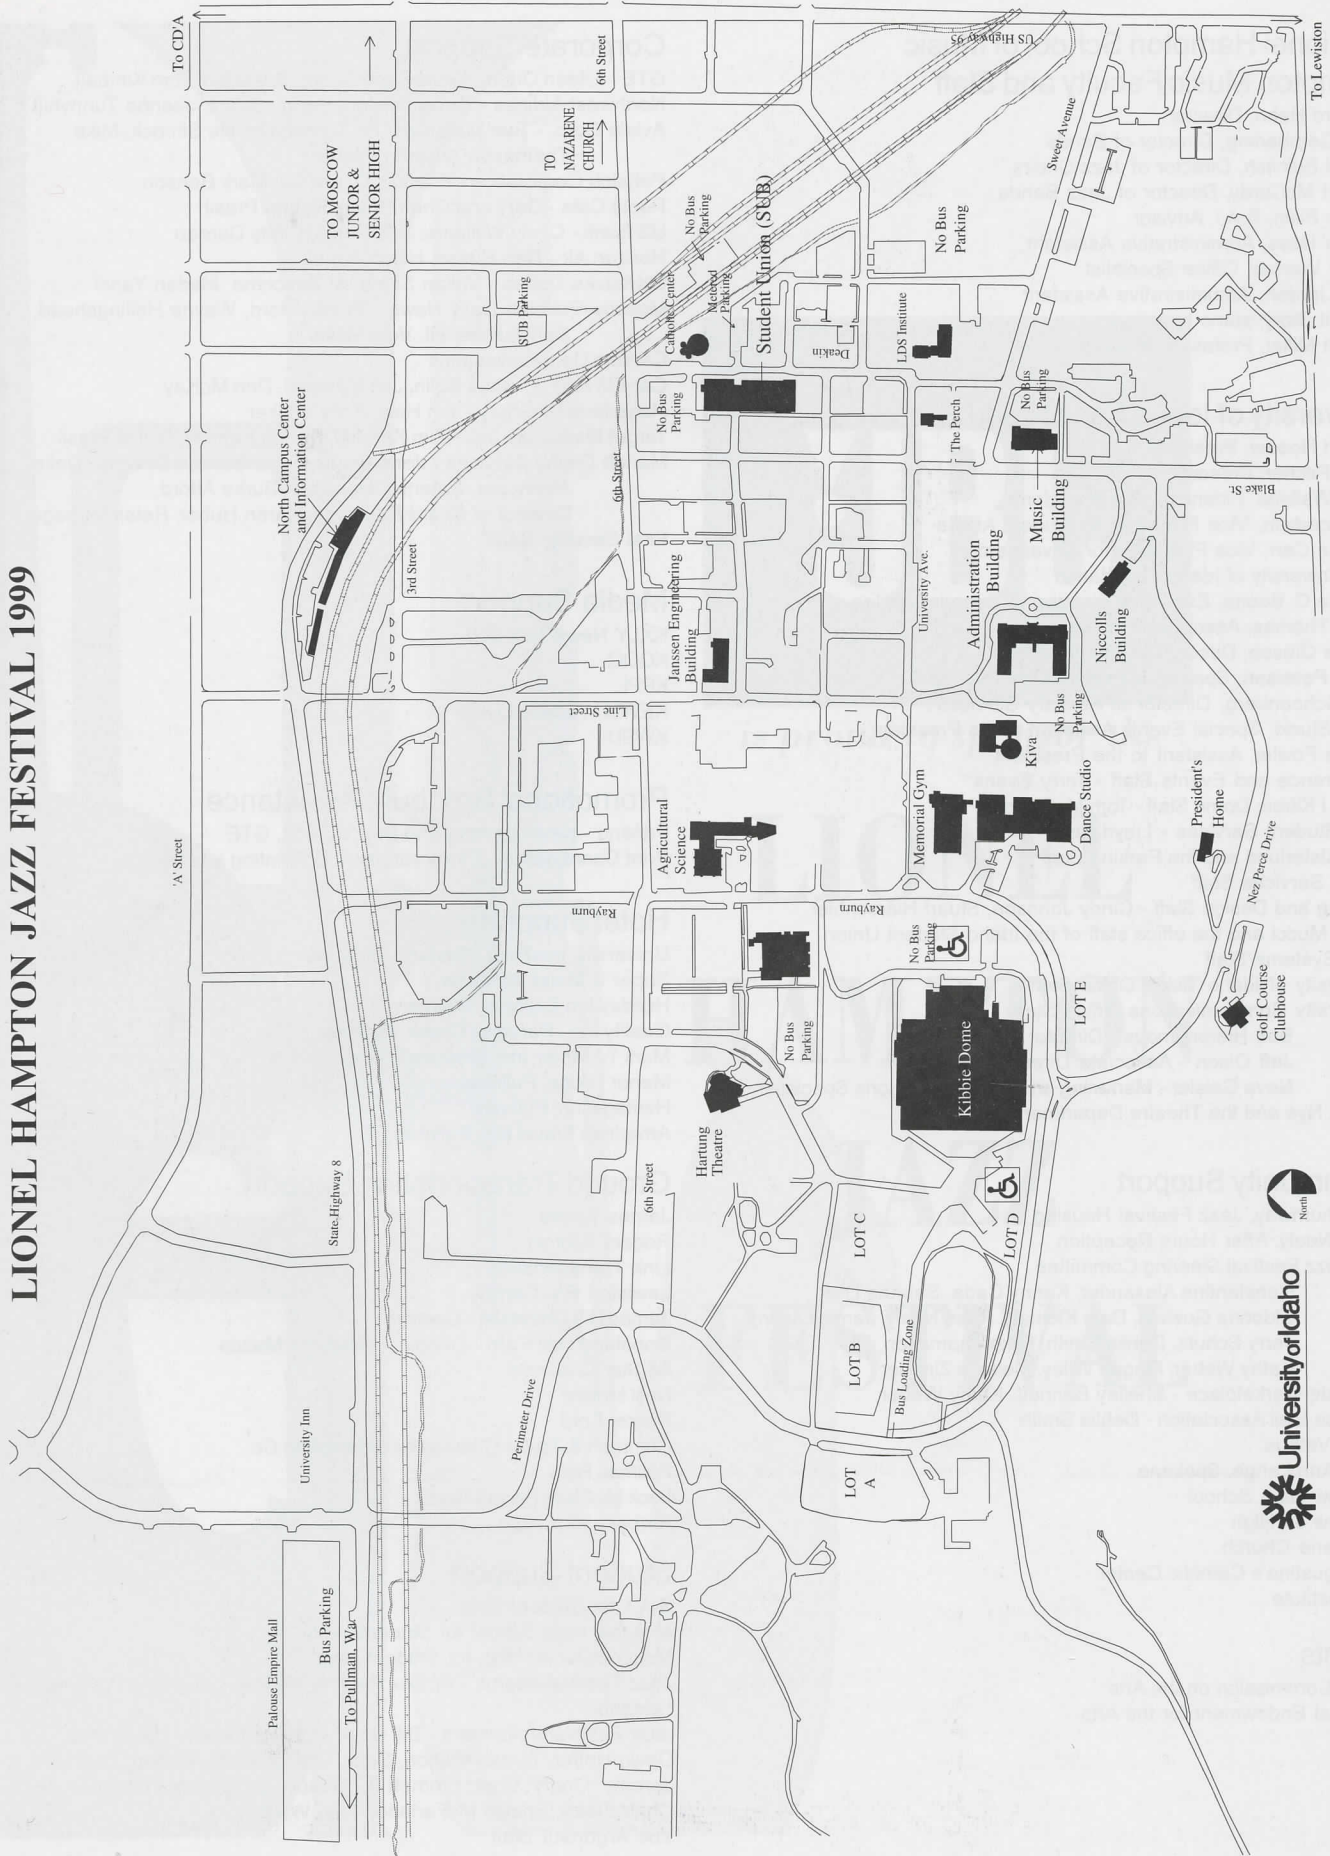 LIONEL HAMPTON JAZZ FESTIVAL 1999
To CD'A
TO MOSCOW
JUNIOR &
SENIOR HIGH
6th Street
TO
NAZARENE
CHURCH
US Highway 95
Sweet Avenue
To Lewiston
North Campus Center
and Information Center
3rd Street
SUB Parking
6th Street
No Bus
Parking
Catholic Center
No Bus
Parking
Metered
Parking
Student Union (SUB)
Deakin
No Bus
Parking
LDS Institute
The Perch
No Bus
Parking
Music
Building
Blake St.
'A' Street
Line Street
Janssen Engineering
Building
University Ave.
Administration
Building
Niccolls
Building
No Bus
Parking
Kiva
Agricultural
Science
Memorial Gym
Dance Studio
President's
Home
Nez Perce Drive
Rayburn
Rayburn
No Bus
Parking
No Bus
Parking
Kibbie Dome
LOT E
Golf Course
Clubhouse
Hartung
Theatre
State Highway 8
6th Street
LOT C
LOT D
LOT B
Bus Loading Zone
LOT
A
Perimeter Drive
University Inn
Palouse Empire Mall
Bus Parking
To Pullman, Wa.
North
University of Idaho